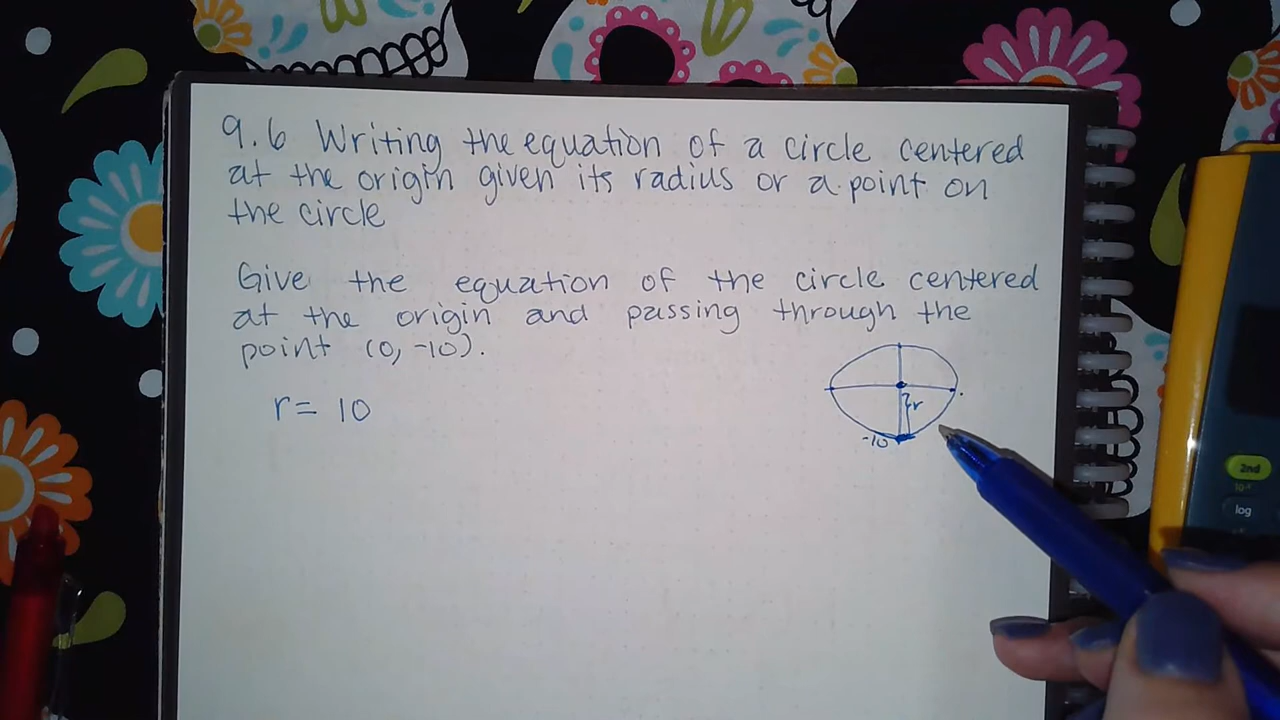 9.6 Writing the equation of a circle centered
at the origin given its radius or a point on
the circle
Give the equation of the circle centered
at the origin and passing through the
point (0, -10).
r = 10
r
-10
2nd
log